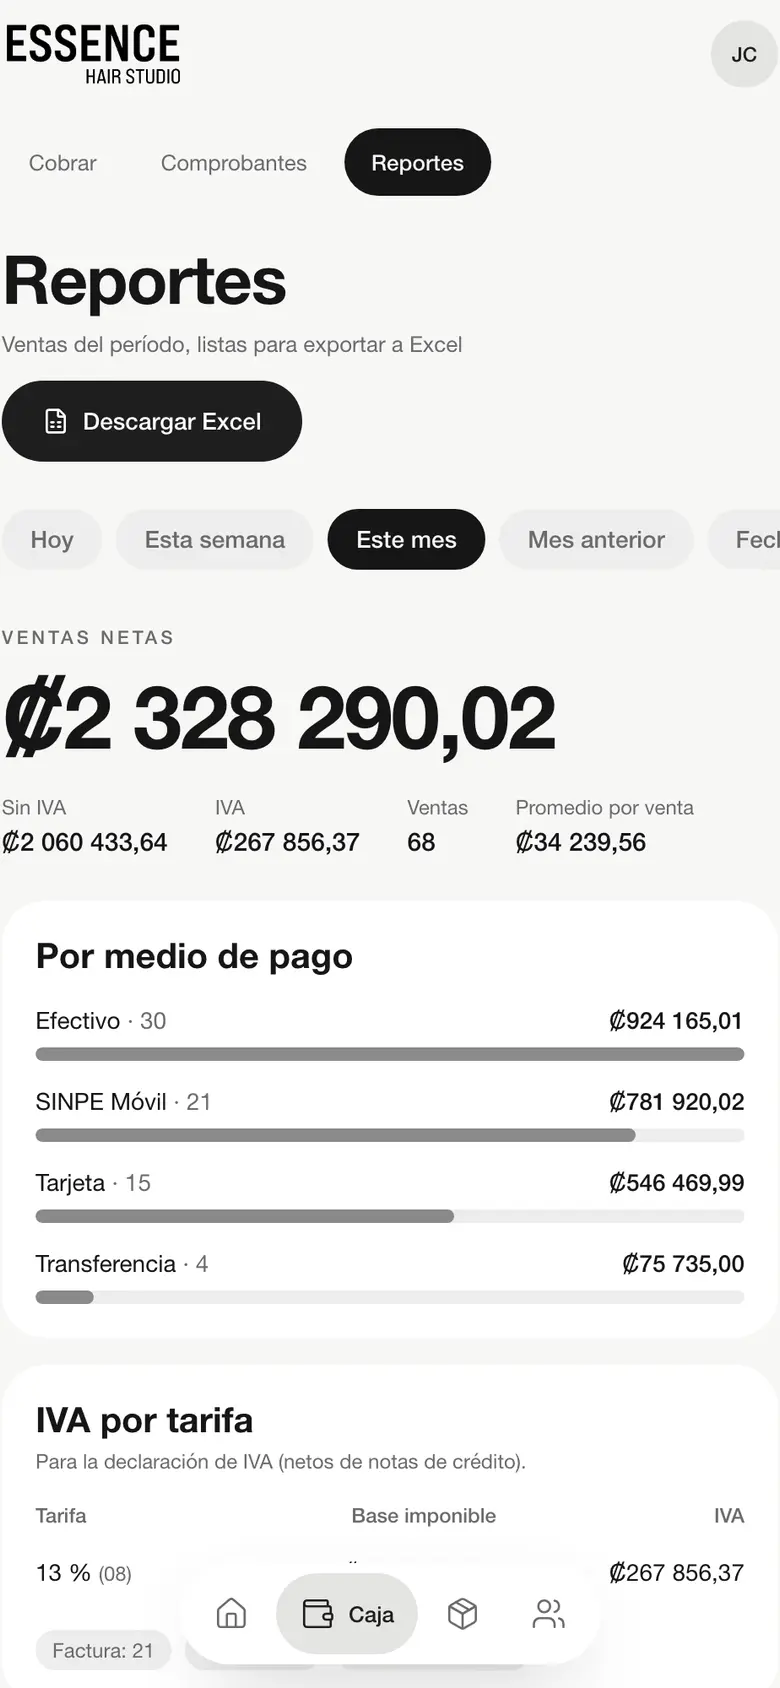 ESSENCE
HAIR STUDIO
JC
Cobrar Comprobantes Reportes
Reportes
Ventas del período, listas para exportar a Excel
Descargar Excel
Hoy Esta semana Este mes Mes anterior
VENTAS NETAS
₡2 328 290,02
Sin IVA IVA Ventas Promedio por venta
₡2 060 433,64 ₡267 856,37 68 ₡34 239,56
Por medio de pago
Efectivo · 30 ₡924 165,01
SINPE Móvil · 21 ₡781 920,02
Tarjeta · 15 ₡546 469,99
Transferencia · 4 ₡75 735,00
IVA por tarifa
Para la declaración de IVA (netos de notas de crédito).
Tarifa Base imponible IVA
13 % (08) ₡267 856,37
Caja
Factura: 21